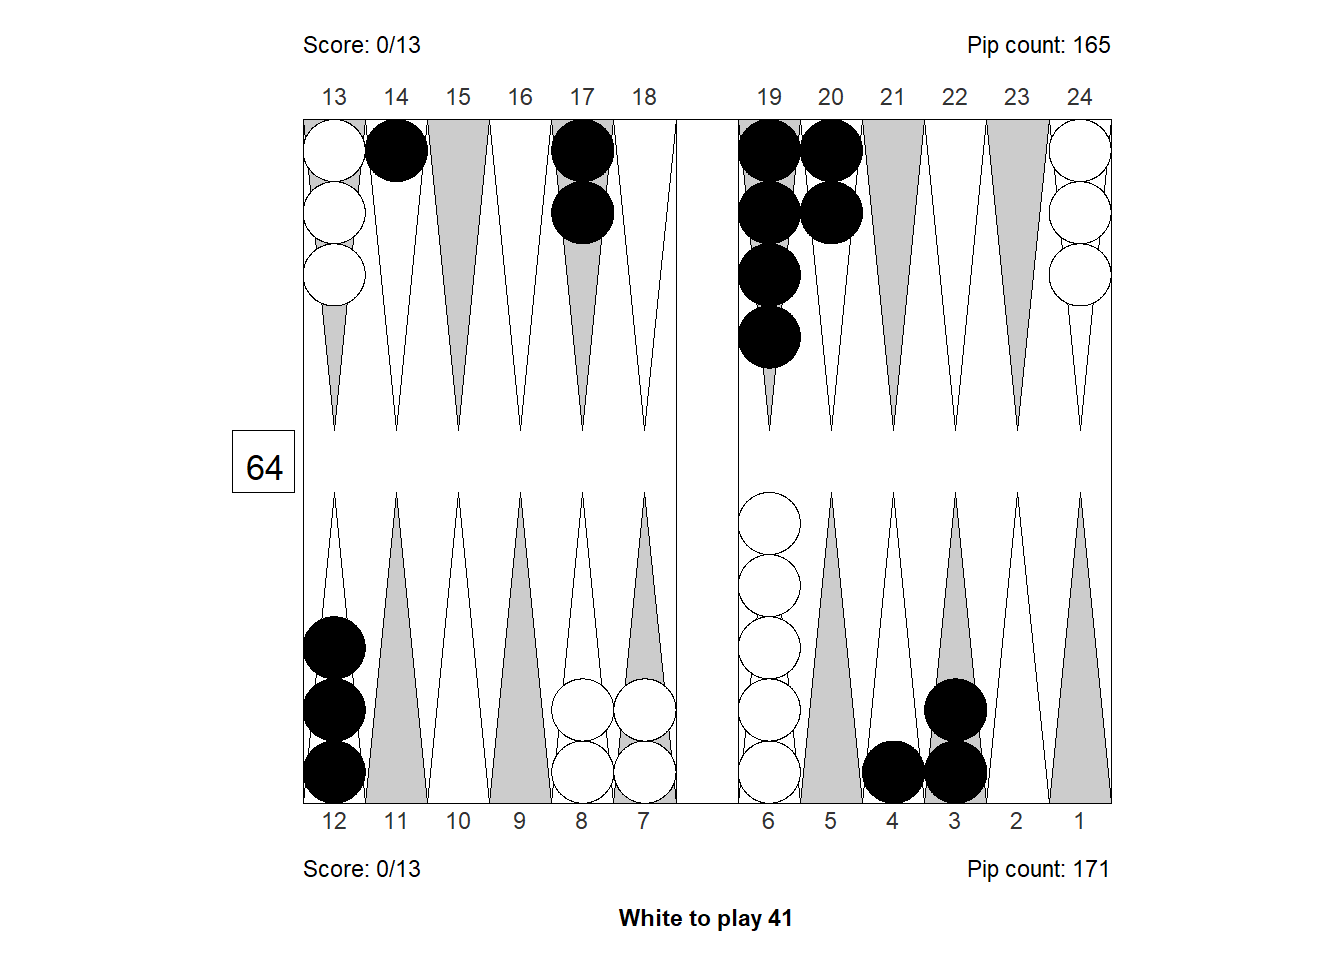 Score: 0/13 Pip count: 165
13 14 15 16 17 18 19 20 21 22 23 24
64
12 11 10 9 8 7 6 5 4 3 2 1
Score: 0/13 Pip count: 171
White to play 41